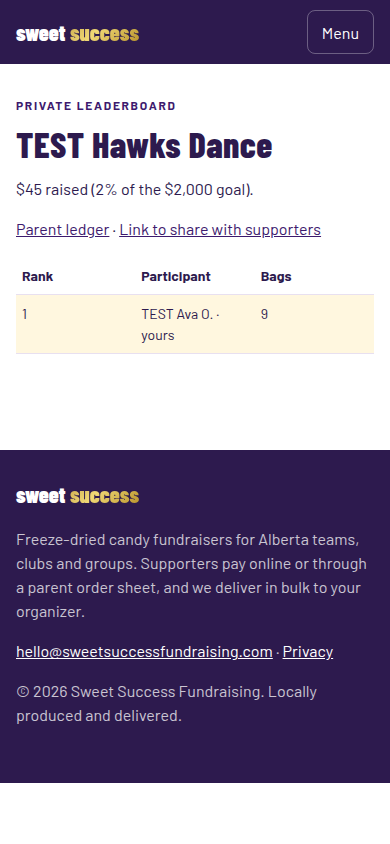 sweet success
Menu
PRIVATE LEADERBOARD
TEST Hawks Dance
$45 raised (2% of the $2,000 goal).
Parent ledger · Link to share with supporters
Rank Participant Bags
1 TEST Ava O. · 9
yours
sweet success
Freeze-dried candy fundraisers for Alberta teams,
clubs and groups. Supporters pay online or through
a parent order sheet, and we deliver in bulk to your
organizer.
hello@sweetsuccessfundraising.com · Privacy
© 2026 Sweet Success Fundraising. Locally
produced and delivered.